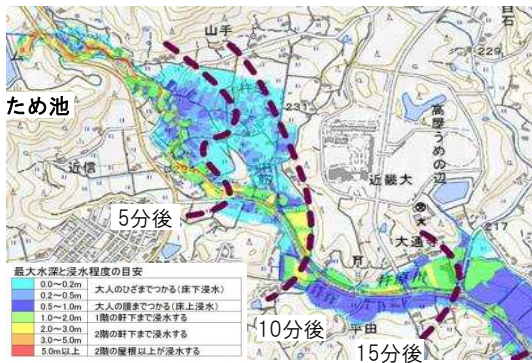 山手
229
ため池
杵原
231
高屋うめの辺
近畿大
近信
5分後
217
大通寺
杵原川
10分後
平田
15分後
最大水深と浸水程度の目安
0.0～0.2m
大人のひざまでつかる(床下浸水)
0.2～0.5m
0.5～1.0m
大人の腰までつかる(床上浸水)
1.0～2.0m
1階の軒下まで浸水する
2.0～3.0m
2階の軒下まで浸水する
3.0～5.0m
5.0m以上
2階の屋根以上が浸水する